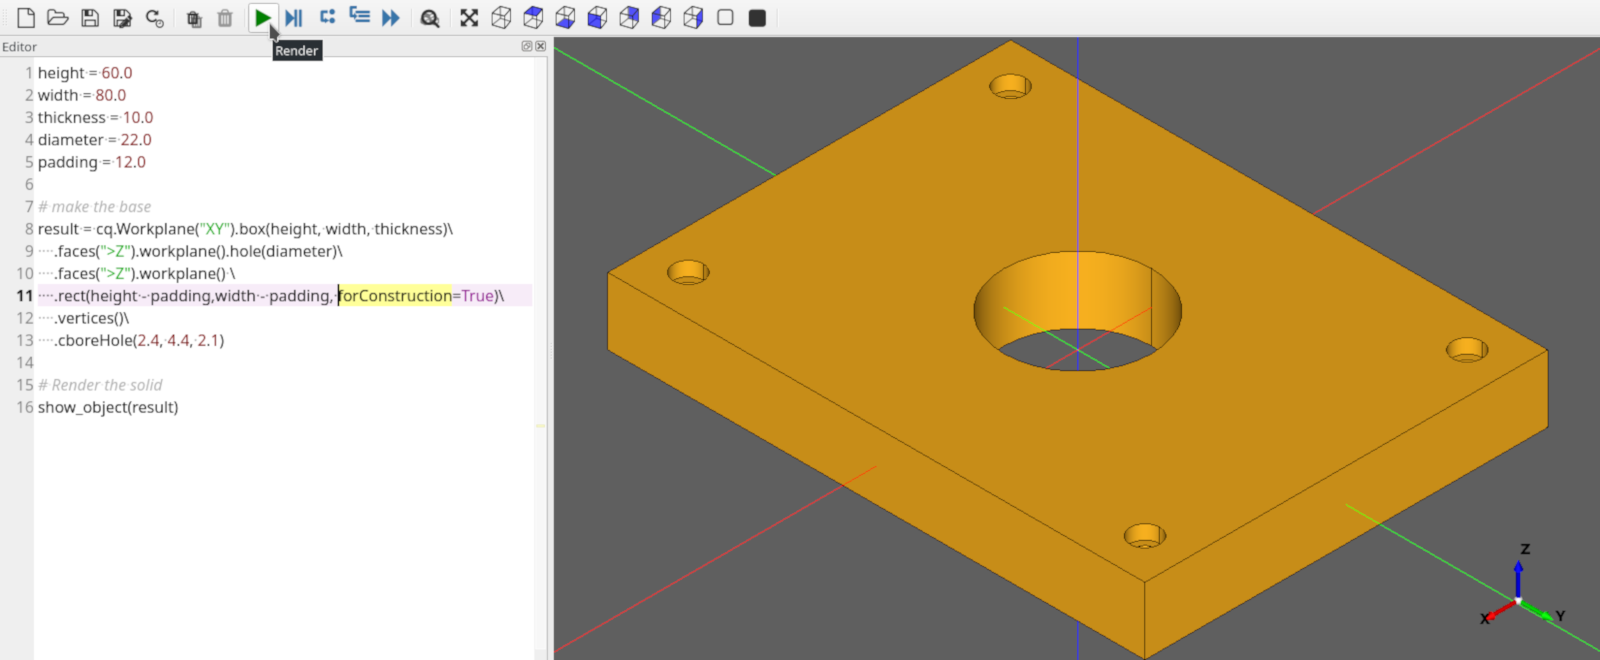 Editor
Render
1 height = 60.0
2 width = 80.0
3 thickness = 10.0
4 diameter = 22.0
5 padding = 12.0
6
7 # make the base
8 result = cq.Workplane("XY").box(height, width, thickness)\
9 .faces(">Z").workplane().hole(diameter)\
10 .faces(">Z").workplane() \
11 .rect(height - padding,width - padding, forConstruction=True)\
12 .vertices()\
13 .cboreHole(2.4, 4.4, 2.1)
14
15 # Render the solid
16 show_object(result)
Z
X
Y